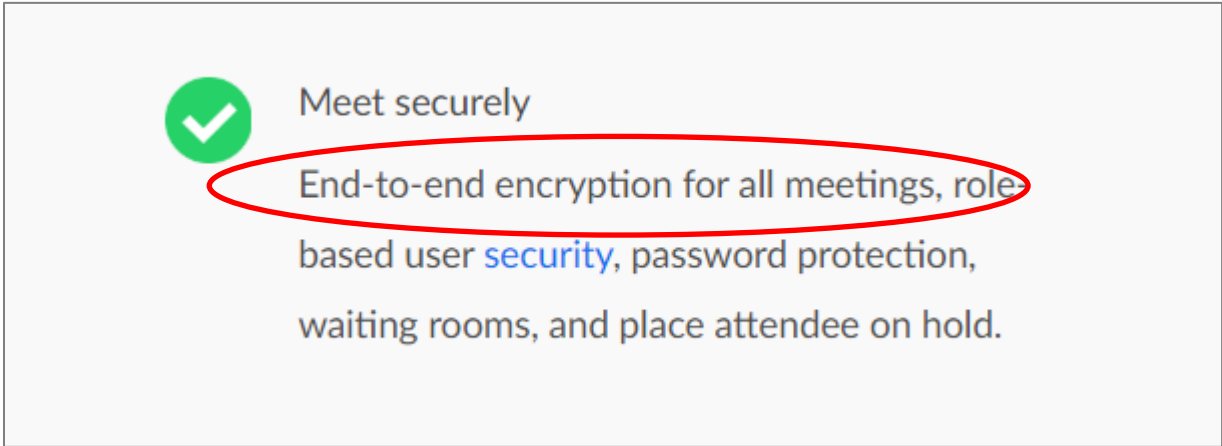 Meet securely
End-to-end encryption for all meetings, role-
based user security, password protection,
waiting rooms, and place attendee on hold.